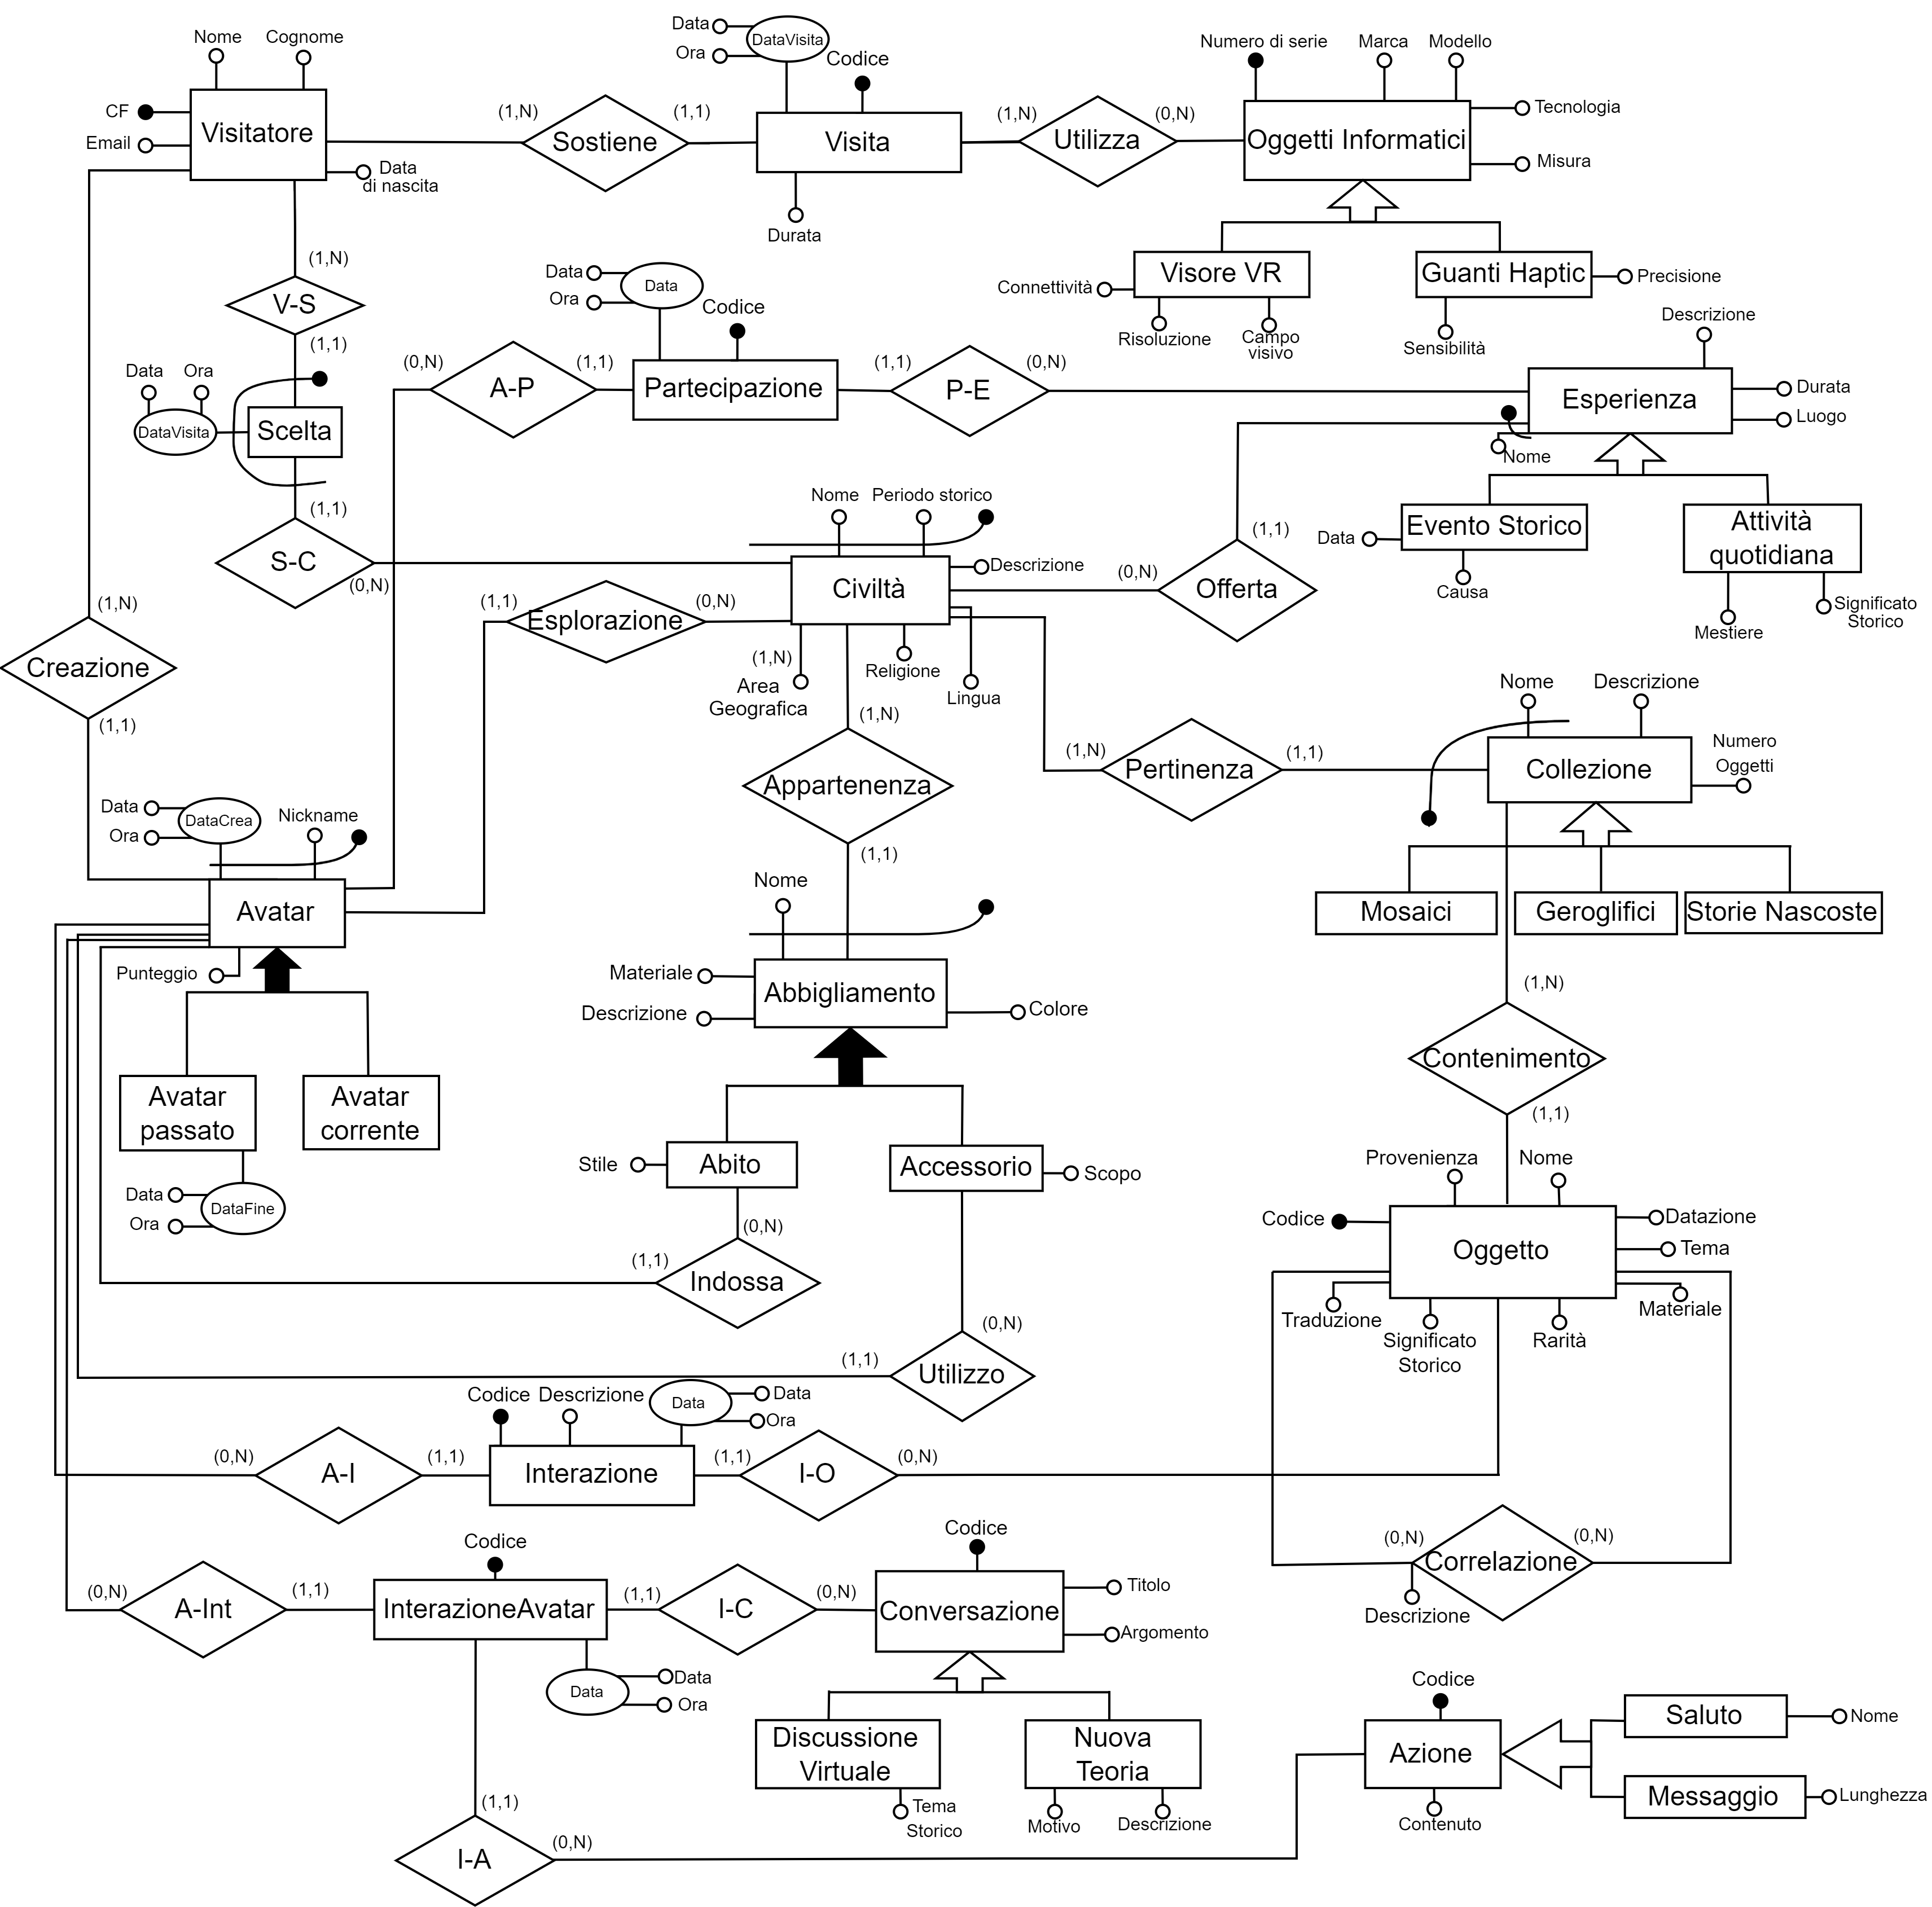 Nome
Cognome
CF
Email
Visitatore
Data
di nascita
(1,N)
Sostiene
(1,1)
Data
Ora
DataVisita
Codice
Visita
Durata
(1,N)
Utilizza
(0,N)
Numero di serie
Marca
Modello
Tecnologia
Oggetti Informatici
Misura
Visore VR
Connettività
Risoluzione
Campo
visivo
Guanti Haptic
Precisione
Sensibilità
(1,N)
V-S
(1,1)
Data
Ora
DataVisita
Scelta
(1,1)
S-C
(0,N)
(0,N)
A-P
(1,1)
Data
Ora
Data
Codice
Partecipazione
(1,1)
P-E
(0,N)
Descrizione
Esperienza
Durata
Luogo
Nome
Evento Storico
Data
Causa
Attività
quotidiana
Mestiere
Significato
Storico
Nome
Periodo storico
Descrizione
Civiltà
(1,N)
Area
Geografica
Religione
Lingua
(1,1)
Esplorazione
(0,N)
(0,N)
Offerta
(1,1)
(1,N)
Creazione
(1,1)
(1,N)
Appartenenza
(1,1)
(1,N)
Pertinenza
(1,1)
Nome
Descrizione
Collezione
Numero
Oggetti
Mosaici
Geroglifici
Storie Nascoste
Data
Ora
DataCrea
Nickname
Avatar
Punteggio
Avatar
passato
Avatar
corrente
Data
Ora
DataFine
Nome
Materiale
Descrizione
Abbigliamento
Colore
Stile
Abito
Accessorio
Scopo
(0,N)
(1,1)
Indossa
(0,N)
(1,1)
Utilizzo
(1,N)
Contenimento
(1,1)
Provenienza
Nome
Codice
Oggetto
Datazione
Tema
Traduzione
Significato
Storico
Rarità
Materiale
(0,N)
A-I
(1,1)
Codice
Descrizione
Data
Data
Ora
Interazione
(1,1)
I-O
(0,N)
(0,N)
Correlazione
(0,N)
Descrizione
(0,N)
A-Int
(1,1)
Codice
InterazioneAvatar
Data
Data
Ora
(1,1)
I-C
(0,N)
Codice
Conversazione
Titolo
Argomento
Discussione
Virtuale
Tema
Storico
Nuova
Teoria
Motivo
Descrizione
(1,1)
I-A
(0,N)
Codice
Azione
Contenuto
Saluto
Nome
Messaggio
Lunghezza